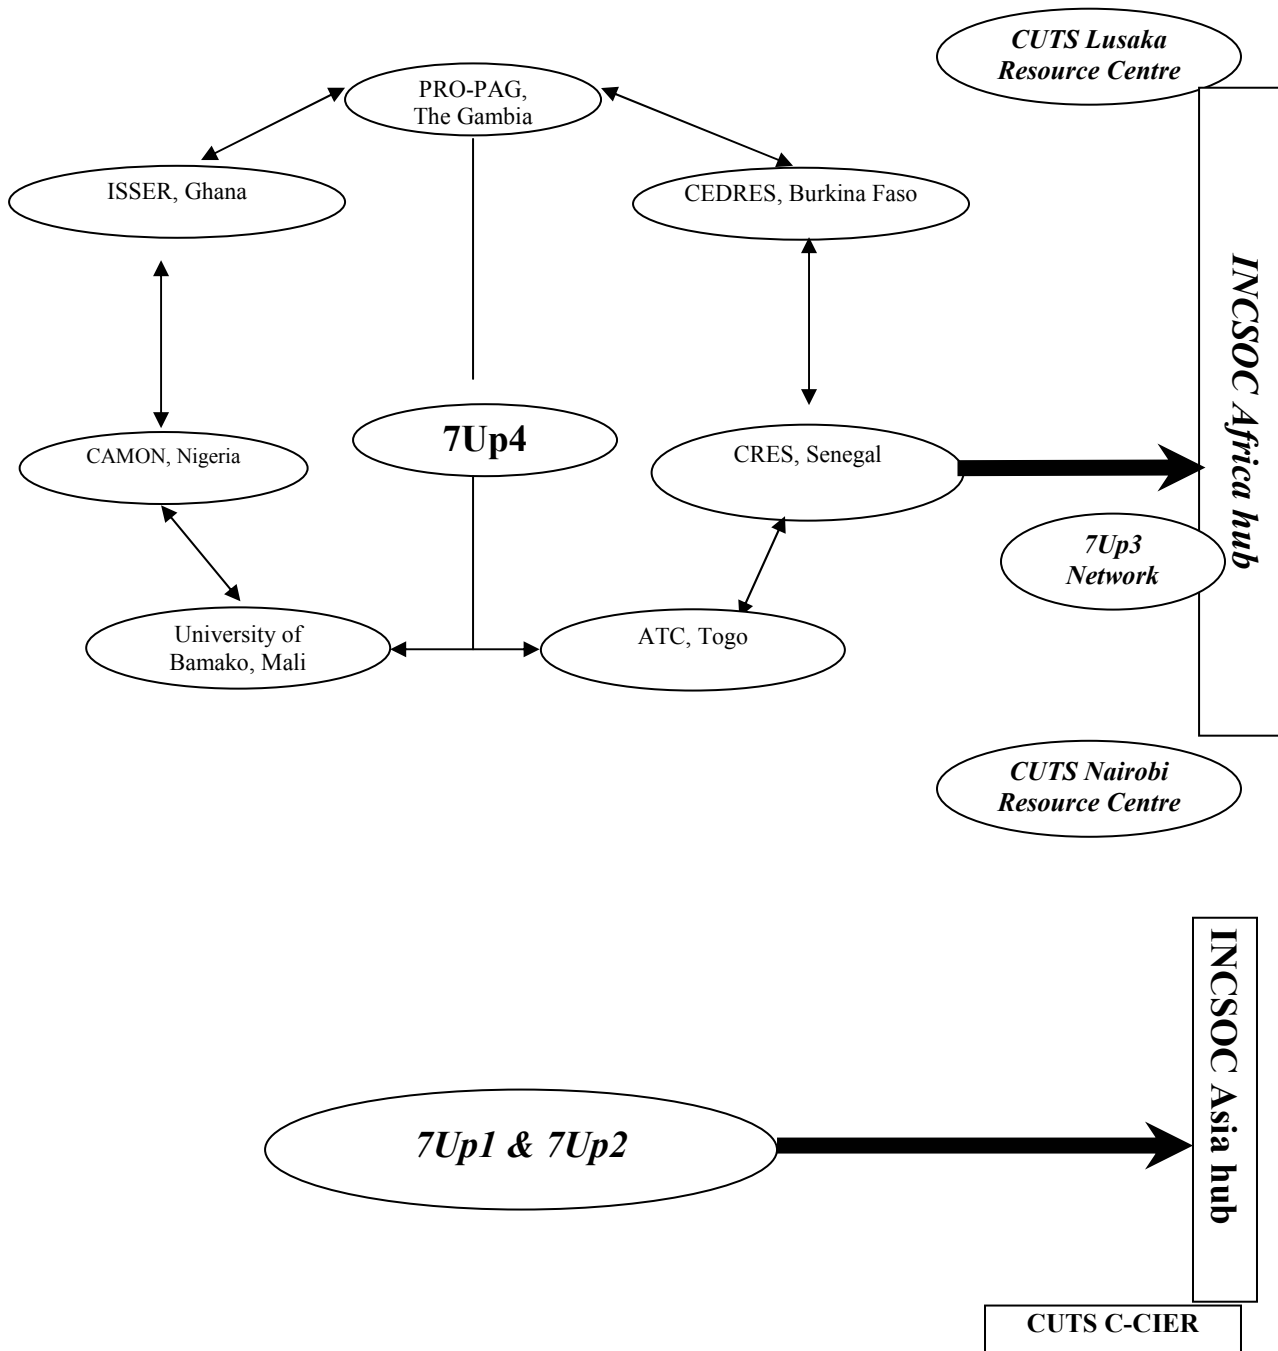 CUTS Lusaka
Resource Centre
PRO-PAG,
The Gambia
ISSER, Ghana
CEDRES, Burkina Faso
INCSOC Africa hub
7Up4
CAMON, Nigeria
CRES, Senegal
7Up3
Network
University of
Bamako, Mali
ATC, Togo
CUTS Nairobi
Resource Centre
INCSOC Asia hub
7Up1 & 7Up2
CUTS C-CIER